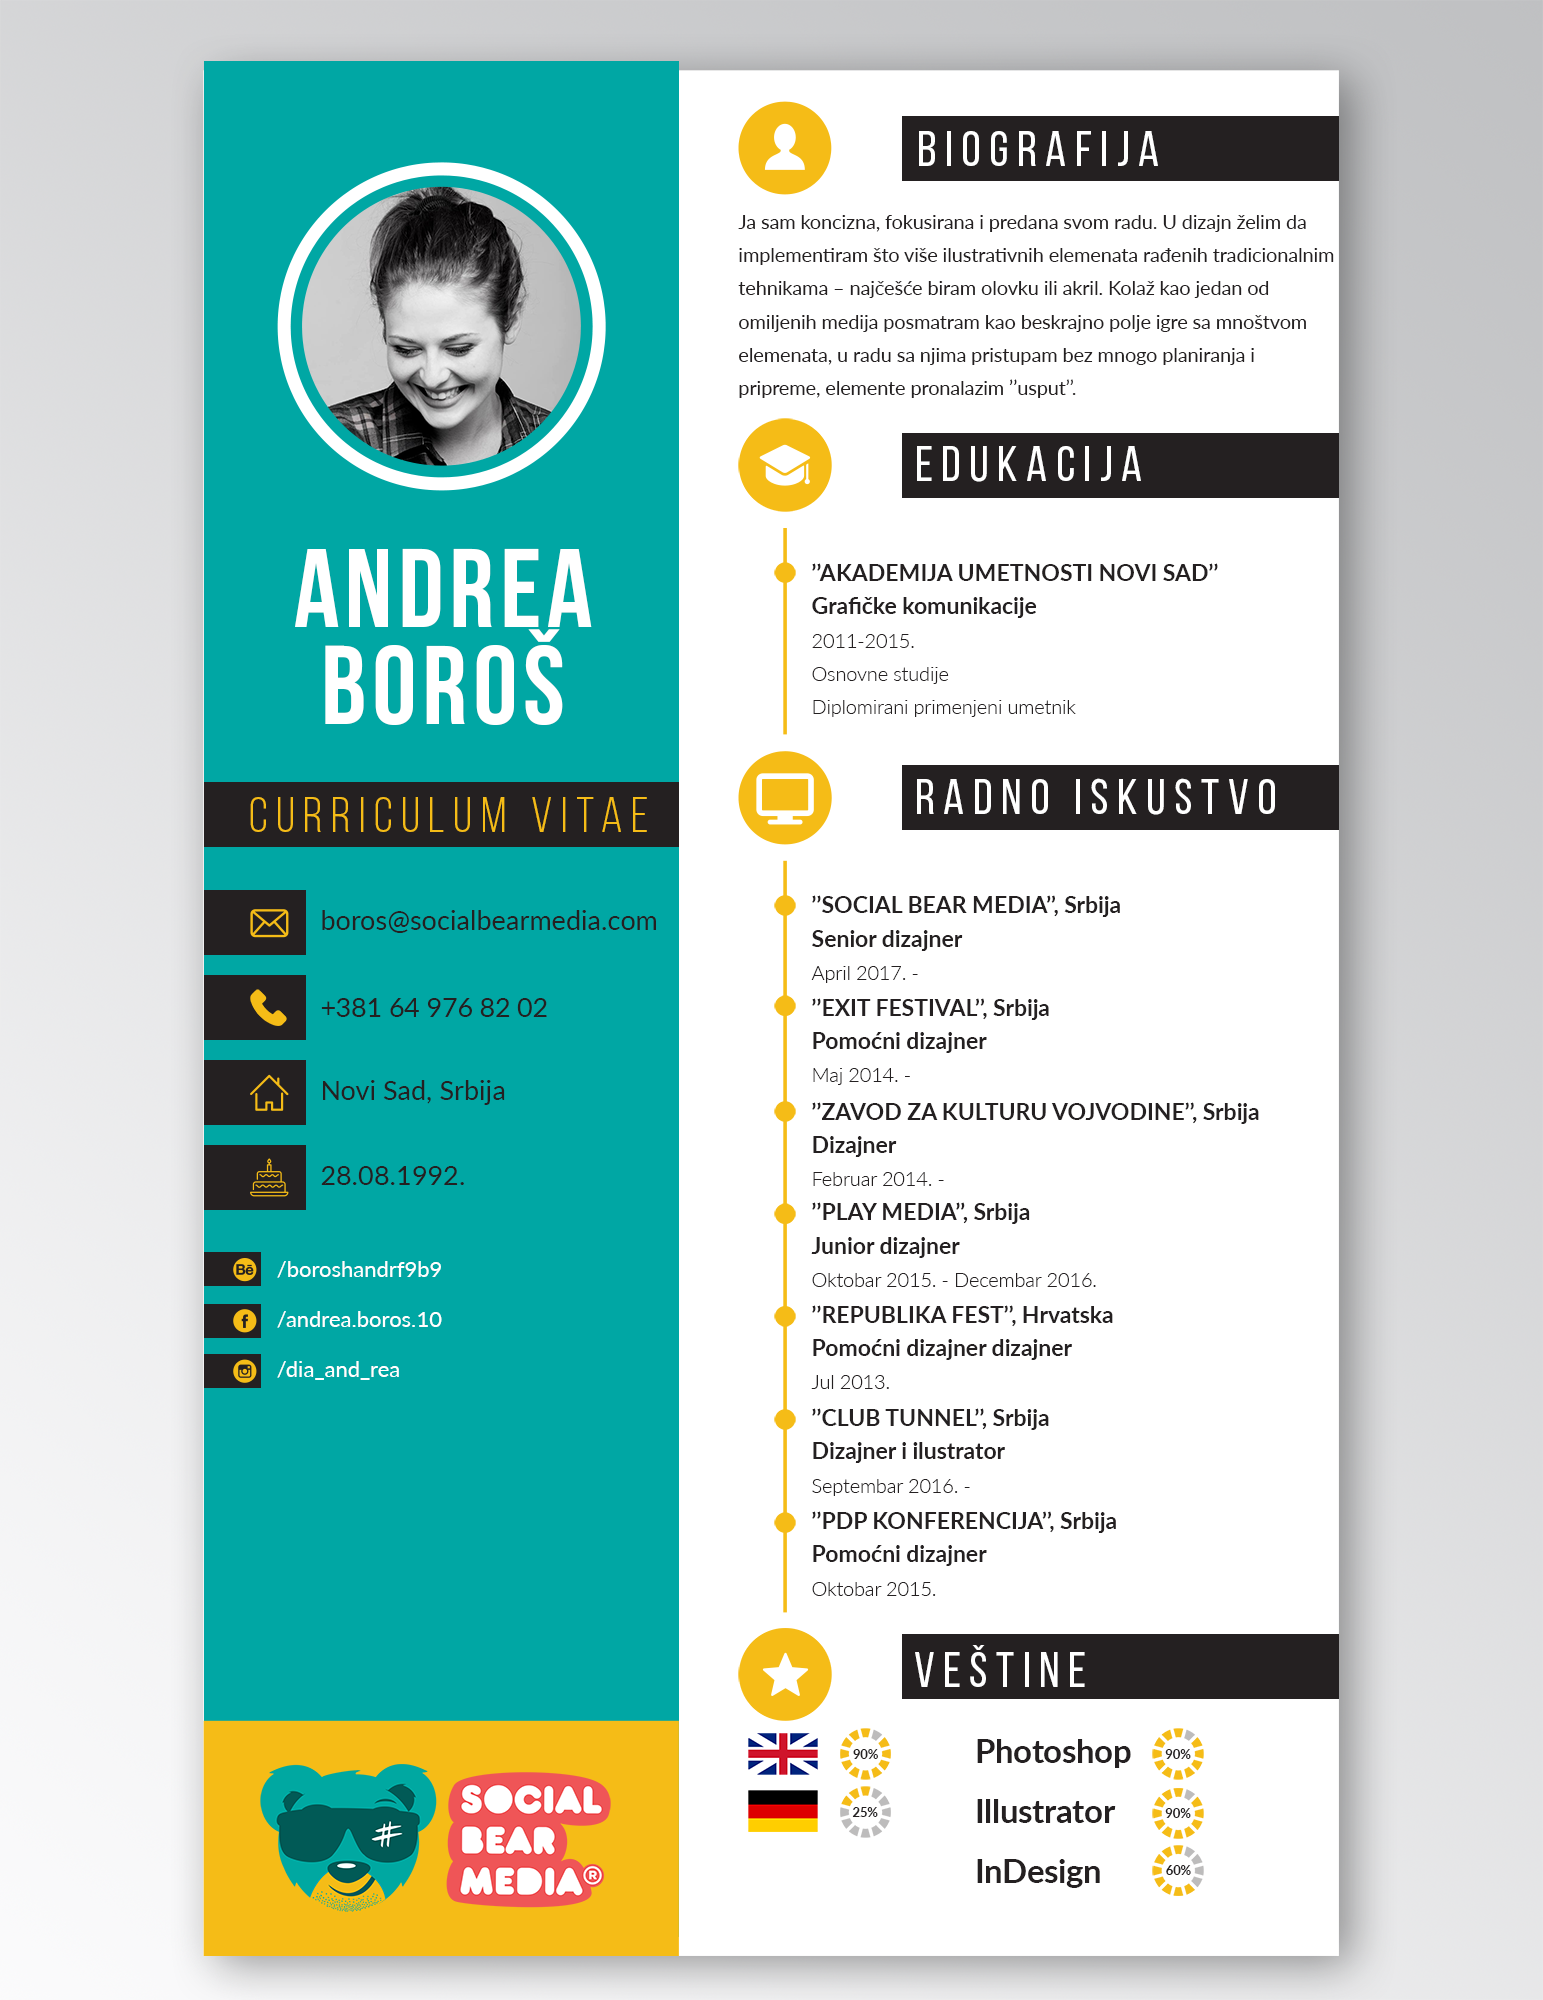 ANDREA
BOROŠ
CURRICULUM VITAE
boros@socialbearmedia.com
+381 64 976 82 02
Novi Sad, Srbija
28.08.1992.
Bē /boroshandrf9b9
f /andrea.boros.10
/dia_and_rea
#
SOCIAL
BEAR
MEDIA®
BIOGRAFIJA
Ja sam koncizna, fokusirana i predana svom radu. U dizajn želim da
implementiram što više ilustrativnih elemenata rađenih tradicionalnim
tehnikama – najčešće biram olovku ili akril. Kolaž kao jedan od
omiljenih medija posmatram kao beskrajno polje igre sa mnoštvom
elemenata, u radu sa njima pristupam bez mnogo planiranja i
pripreme, elemente pronalazim ’’usput’’.
EDUKACIJA
’’AKADEMIJA UMETNOSTI NOVI SAD’’
Grafičke komunikacije
2011-2015.
Osnovne studije
Diplomirani primenjeni umetnik
RADNO ISKUSTVO
’’SOCIAL BEAR MEDIA’’, Srbija
Senior dizajner
April 2017. -
’’EXIT FESTIVAL’’, Srbija
Pomoćni dizajner
Maj 2014. -
’’ZAVOD ZA KULTURU VOJVODINE’’, Srbija
Dizajner
Februar 2014. -
’’PLAY MEDIA’’, Srbija
Junior dizajner
Oktobar 2015. - Decembar 2016.
’’REPUBLIKA FEST’’, Hrvatska
Pomoćni dizajner dizajner
Jul 2013.
’’CLUB TUNNEL’’, Srbija
Dizajner i ilustrator
Septembar 2016. -
’’PDP KONFERENCIJA’’, Srbija
Pomoćni dizajner
Oktobar 2015.
VEŠTINE
90%
25%
Photoshop 90%
Illustrator 90%
InDesign 60%